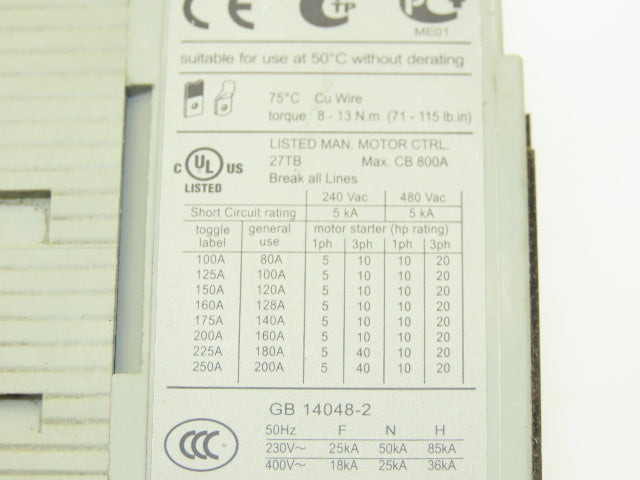 CE CTP PC
ME01
suitable for use at 50°C without derating
75°C Cu Wire
torque 8 - 13 N.m (71 - 115 lb.in)
LISTED MAN. MOTOR CTRL.
27TB Max. CB 800A
Break all Lines
C UL US
LISTED
240 Vac 480 Vac
Short Circuit rating 5 kA 5 kA
toggle label general use motor starter (hp rating)
1ph 3ph 1ph 3ph
100A 80A 5 10 10 20
125A 100A 5 10 10 20
150A 120A 5 10 10 20
160A 128A 5 10 10 20
175A 140A 5 10 10 20
200A 160A 5 10 10 20
225A 180A 5 40 10 20
250A 200A 5 40 10 20
GB 14048-2
CCC
50Hz F N H
230V~ 25kA 50kA 85kA
400V~ 18kA 25kA 36kA